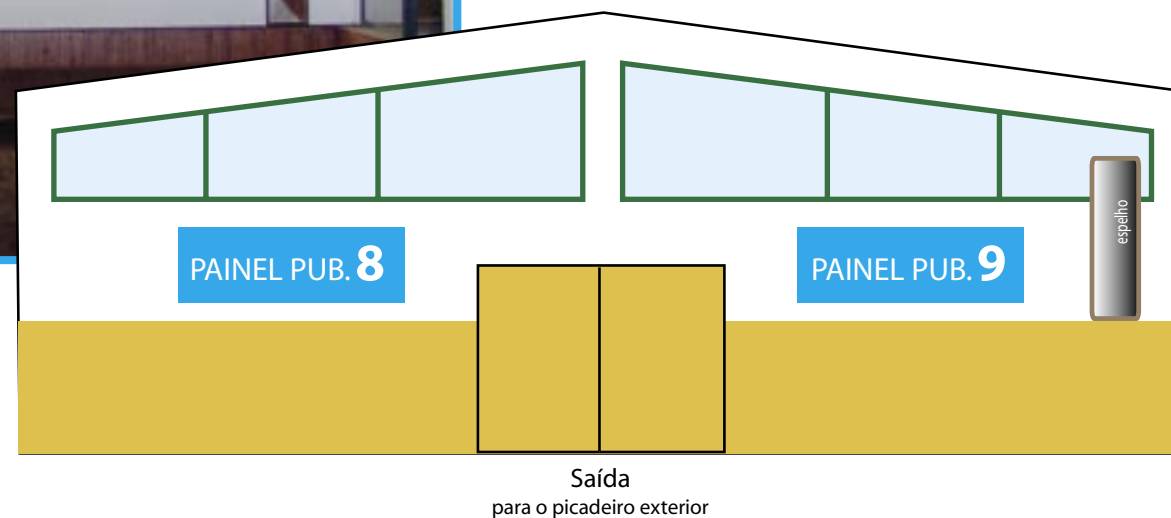 PAINEL PUB. 8
PAINEL PUB. 9
espelho
Saída
para o picadeiro exterior